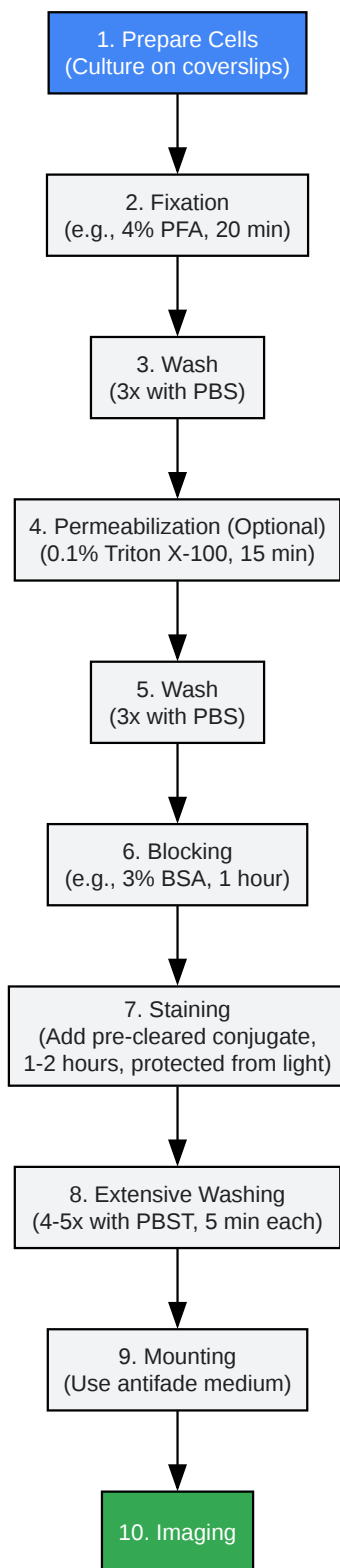 1. Prepare Cells
(Culture on coverslips)
2. Fixation
(e.g., 4% PFA, 20 min)
3. Wash
(3x with PBS)
4. Permeabilization (Optional)
(0.1% Triton X-100, 15 min)
5. Wash
(3x with PBS)
6. Blocking
(e.g., 3% BSA, 1 hour)
7. Staining
(Add pre-cleared conjugate,
1-2 hours, protected from light)
8. Extensive Washing
(4-5x with PBST, 5 min each)
9. Mounting
(Use antifade medium)
10. Imaging